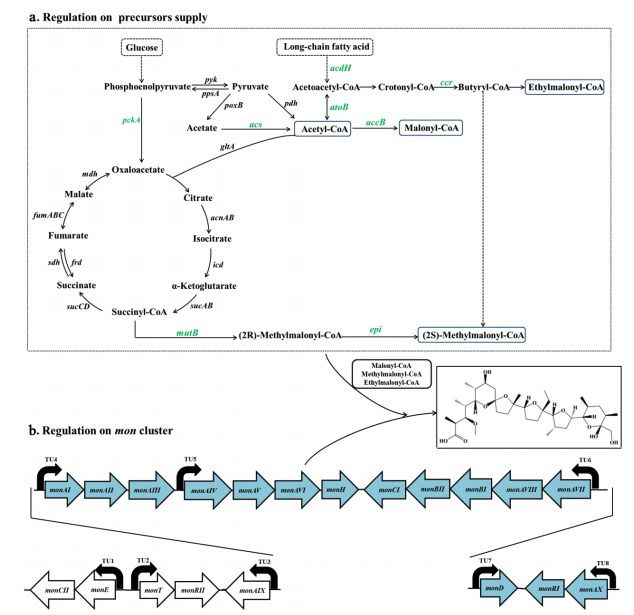 a. Regulation on precursors supply
Glucose
Long-chain fatty acid
acdH
Phosphoenolpyruvate
pyk
ppsA
Pyruvate
Acetoacetyl-CoA
Crotonyl-CoA
ccr
Butyryl-CoA
Ethylmalonyl-CoA
poxB
pdh
atoB
pckA
Acetate
acs
Acetyl-CoA
accB
Malonyl-CoA
gltA
Oxaloacetate
mdh
Malate
Citrate
fumABC
acnAB
Fumarate
Isocitrate
sdh
frd
icd
Succinate
α-Ketoglutarate
sucCD
sucAB
Succinyl-CoA
mutB
(2R)-Methylmalonyl-CoA
epi
(2S)-Methylmalonyl-CoA
Malonyl-CoA
Methylmalonyl-CoA
Ethylmalonyl-CoA
OH
O
O
H
H
H
O
H
O
H
O
O
HO
O
HO
OH
b. Regulation on mon cluster
TU4
TU5
TU6
monAI
monAII
monAIII
monAIV
monAV
monAVI
monH
monCI
monBII
monBI
monAVIII
monAVII
TU1
TU2
TU3
TU7
TU8
monCII
monE
monT
monRII
monAIX
monD
monRI
monAX